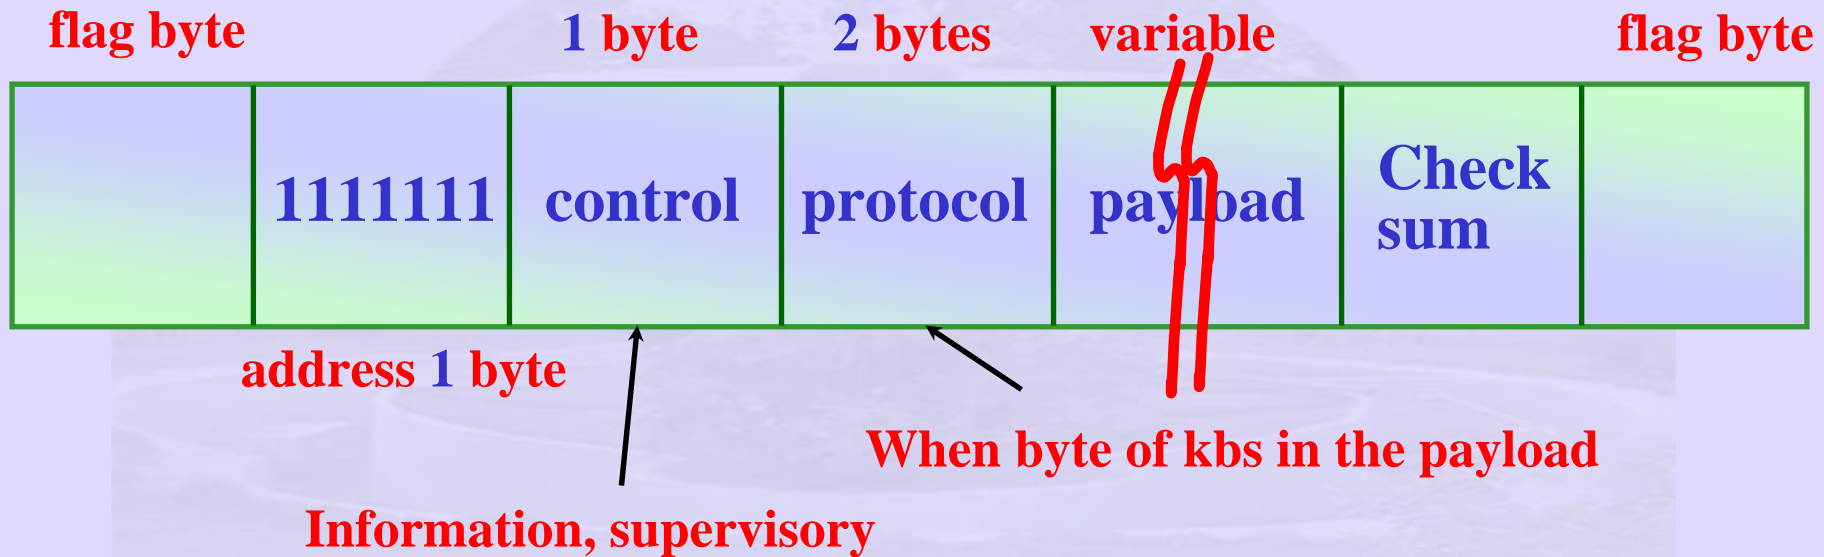 flag byte 1 byte 2 bytes variable flag byte
1111111 control protocol payload Check
sum
address 1 byte
When byte of kbs in the payload
Information, supervisory